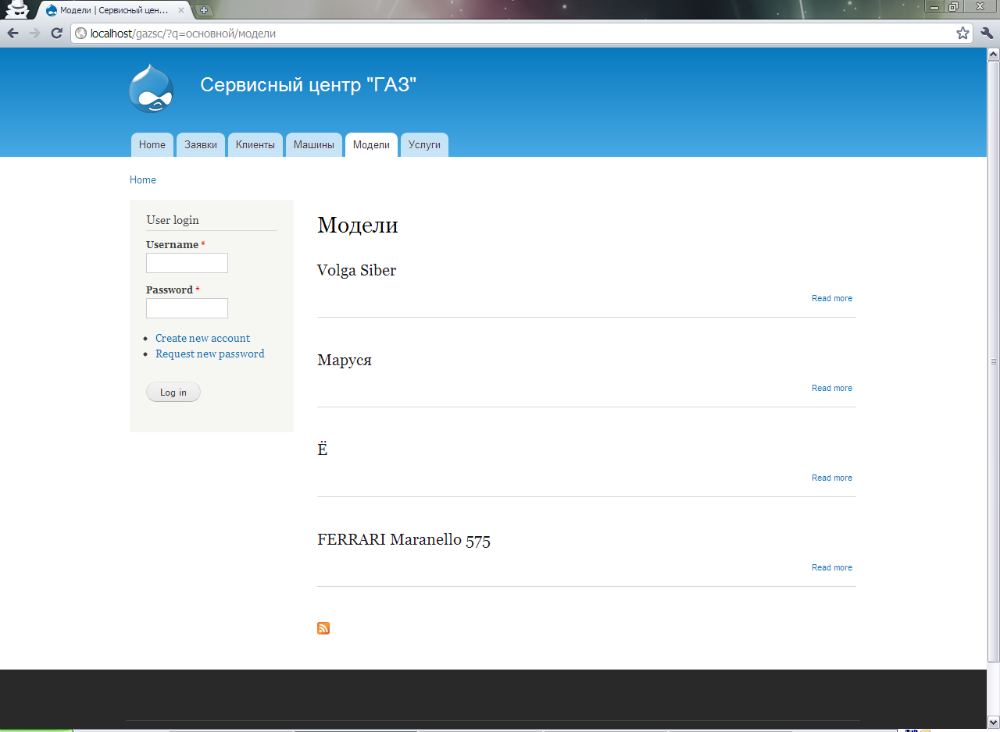 Модели | Сервисный цен...
localhost/gazsc/?q=основной/модели
Сервисный центр "ГАЗ"
Home Заявки Клиенты Машины Модели Услуги
Home
User login
Username *
Password *
Create new account
Request new password
Log in
Модели
Volga Siber
Read more
Маруся
Read more
Ё
Read more
FERRARI Maranello 575
Read more